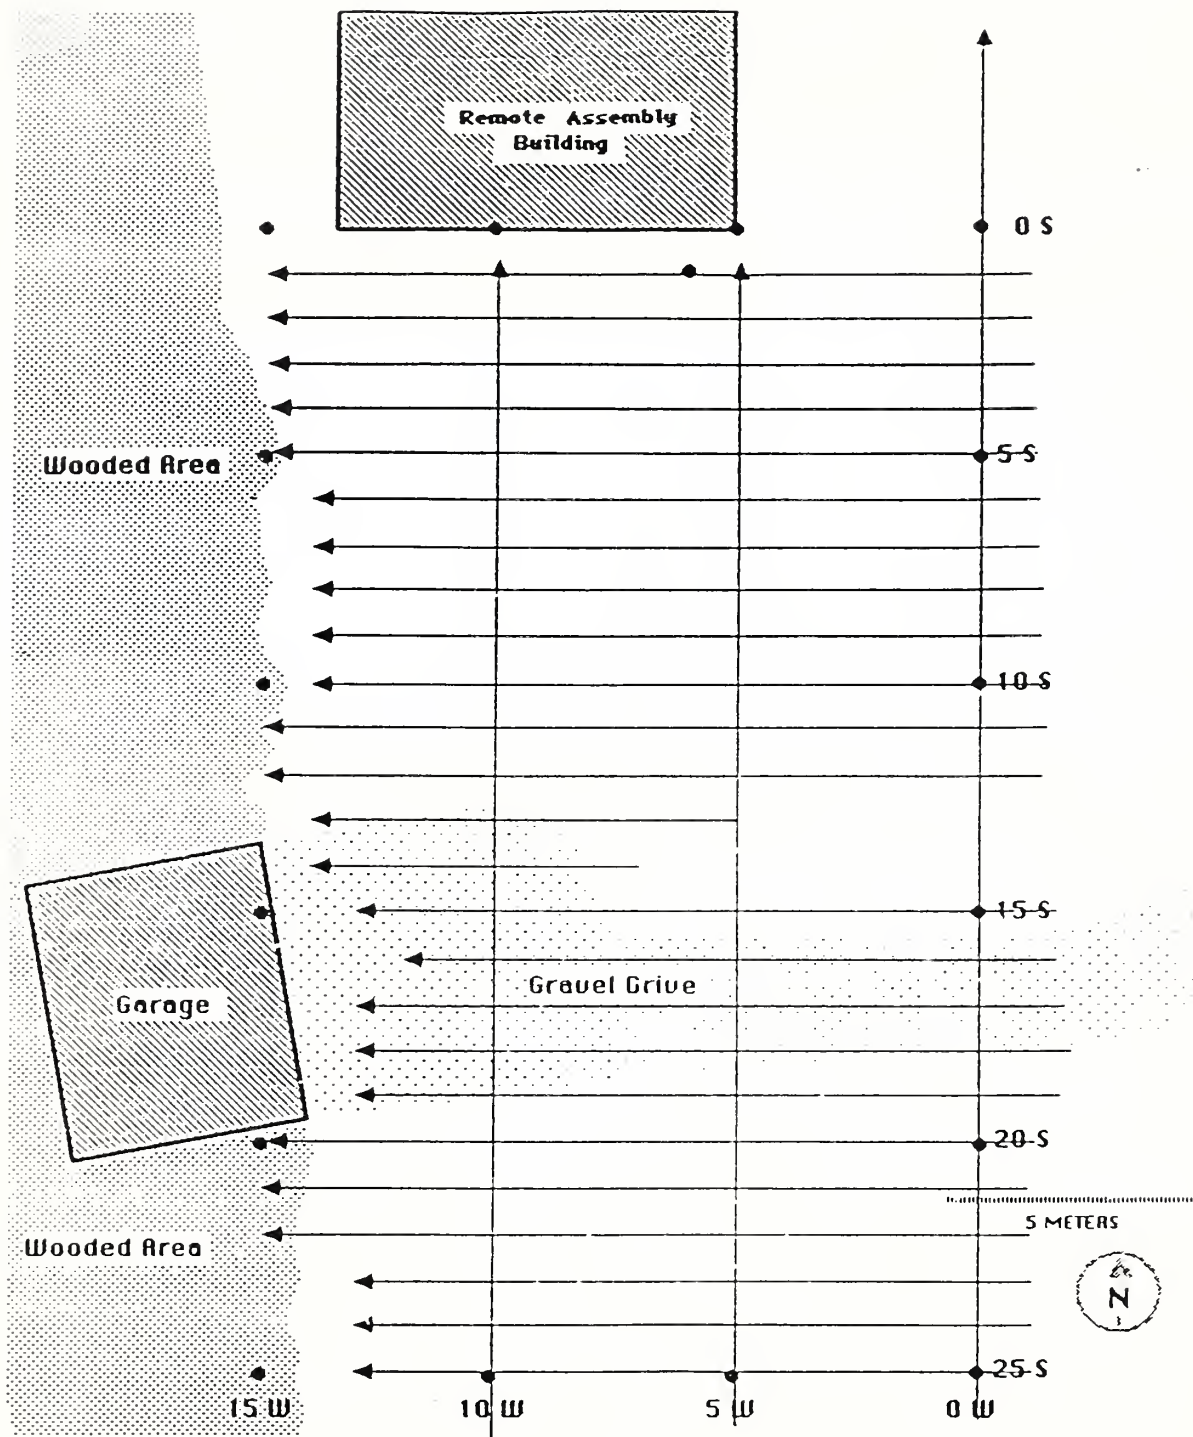 Remote Assembly
Building
0 S
Wooded Area
5 S
10 S
15 S
Gravel Grive
Garage
20 S
5 METERS
Wooded Area
N
25 S
15 W
10 W
5 W
0 W